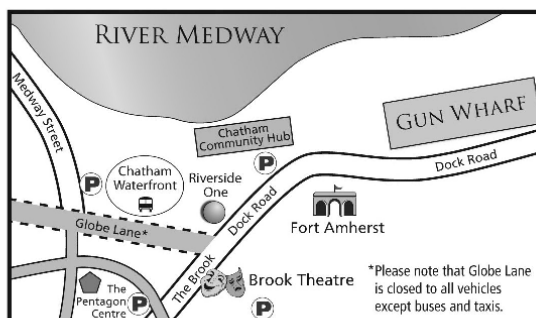 RIVER MEDWAY
Medway Street
GUN WHARF
Chatham
Community Hub
P
Dock Road
P
Chatham
Waterfront
Riverside
One
Dock Road
Fort Amherst
Globe Lane*
The Brook
Brook Theatre
The
Pentagon
Centre
P
P
*Please note that Globe Lane
is closed to all vehicles
except buses and taxis.